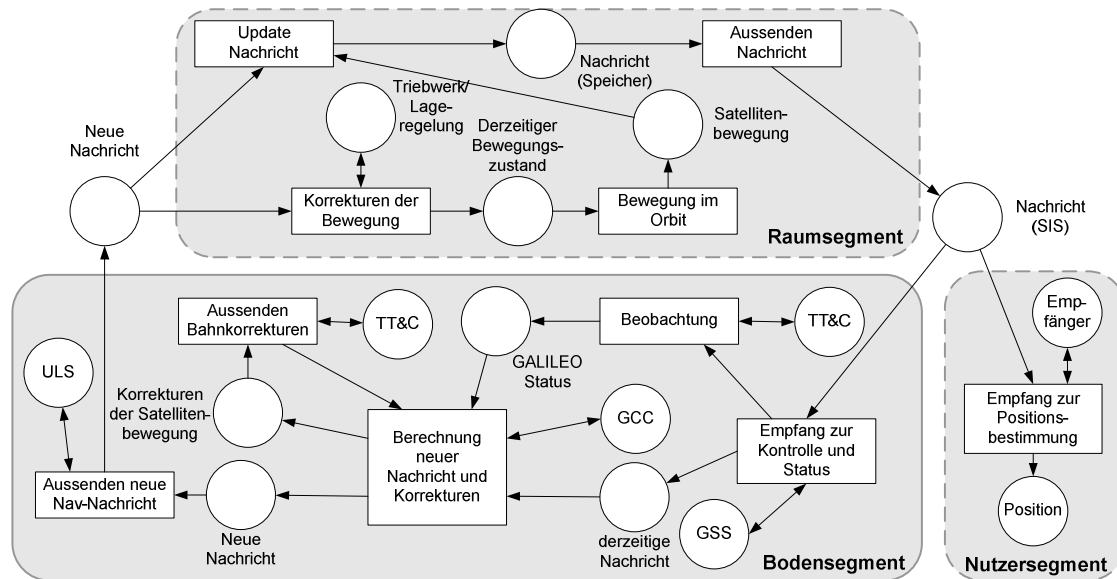 Update
Nachricht
Aussenden
Nachricht
Nachricht
(Speicher)
Triebwerk/
Lage-
regelung
Satelliten-
bewegung
Derzeitiger
Bewegungs-
zustand
Neue
Nachricht
Korrekturen der
Bewegung
Bewegung im
Orbit
Raumsegment
Nachricht
(SIS)
Aussenden
Bahnkorrekturen
TT&C
Beobachtung
TT&C
GALILEO
Status
ULS
Korrekturen
der Satelliten-
bewegung
Berechnung
neuer
Nachricht und
Korrekturen
GCC
Empfang zur
Kontrolle und
Status
Aussenden neue
Nav-Nachricht
Neue
Nachricht
derzeitige
Nachricht
GSS
Bodensegment
Emp-
fänger
Empfang zur
Positions-
bestimmung
Position
Nutzersegment